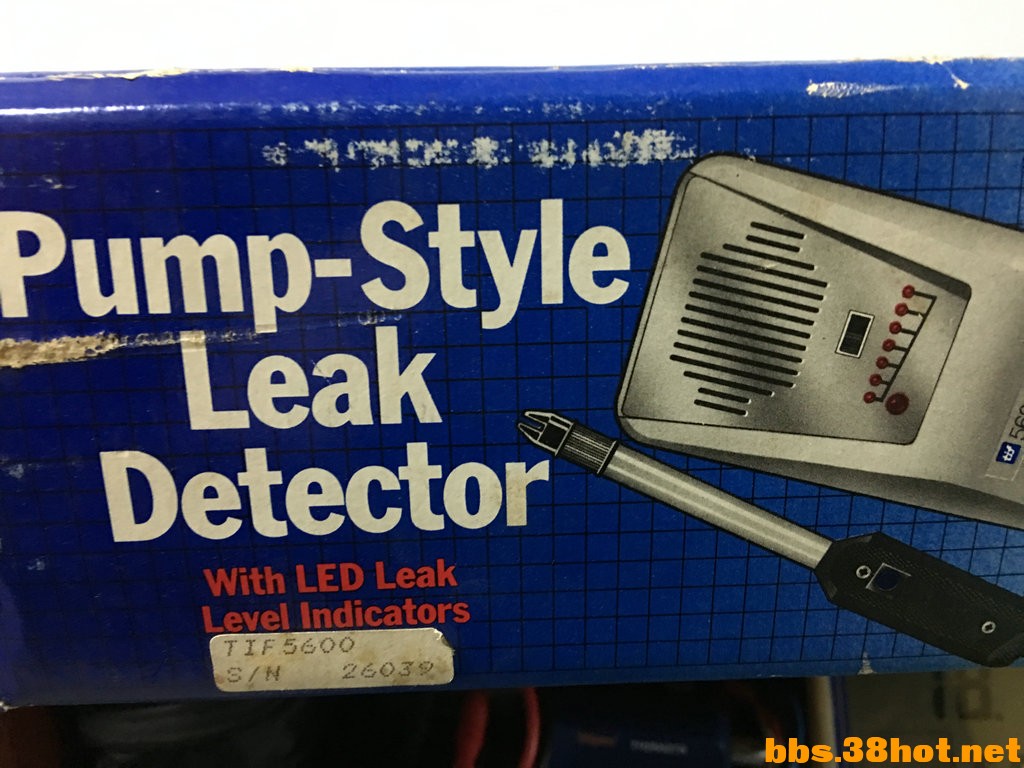 Pump-Style
Leak
Detector
With LED Leak
Level Indicators
TIF5600
S/N 26039
bbs.38hot.net